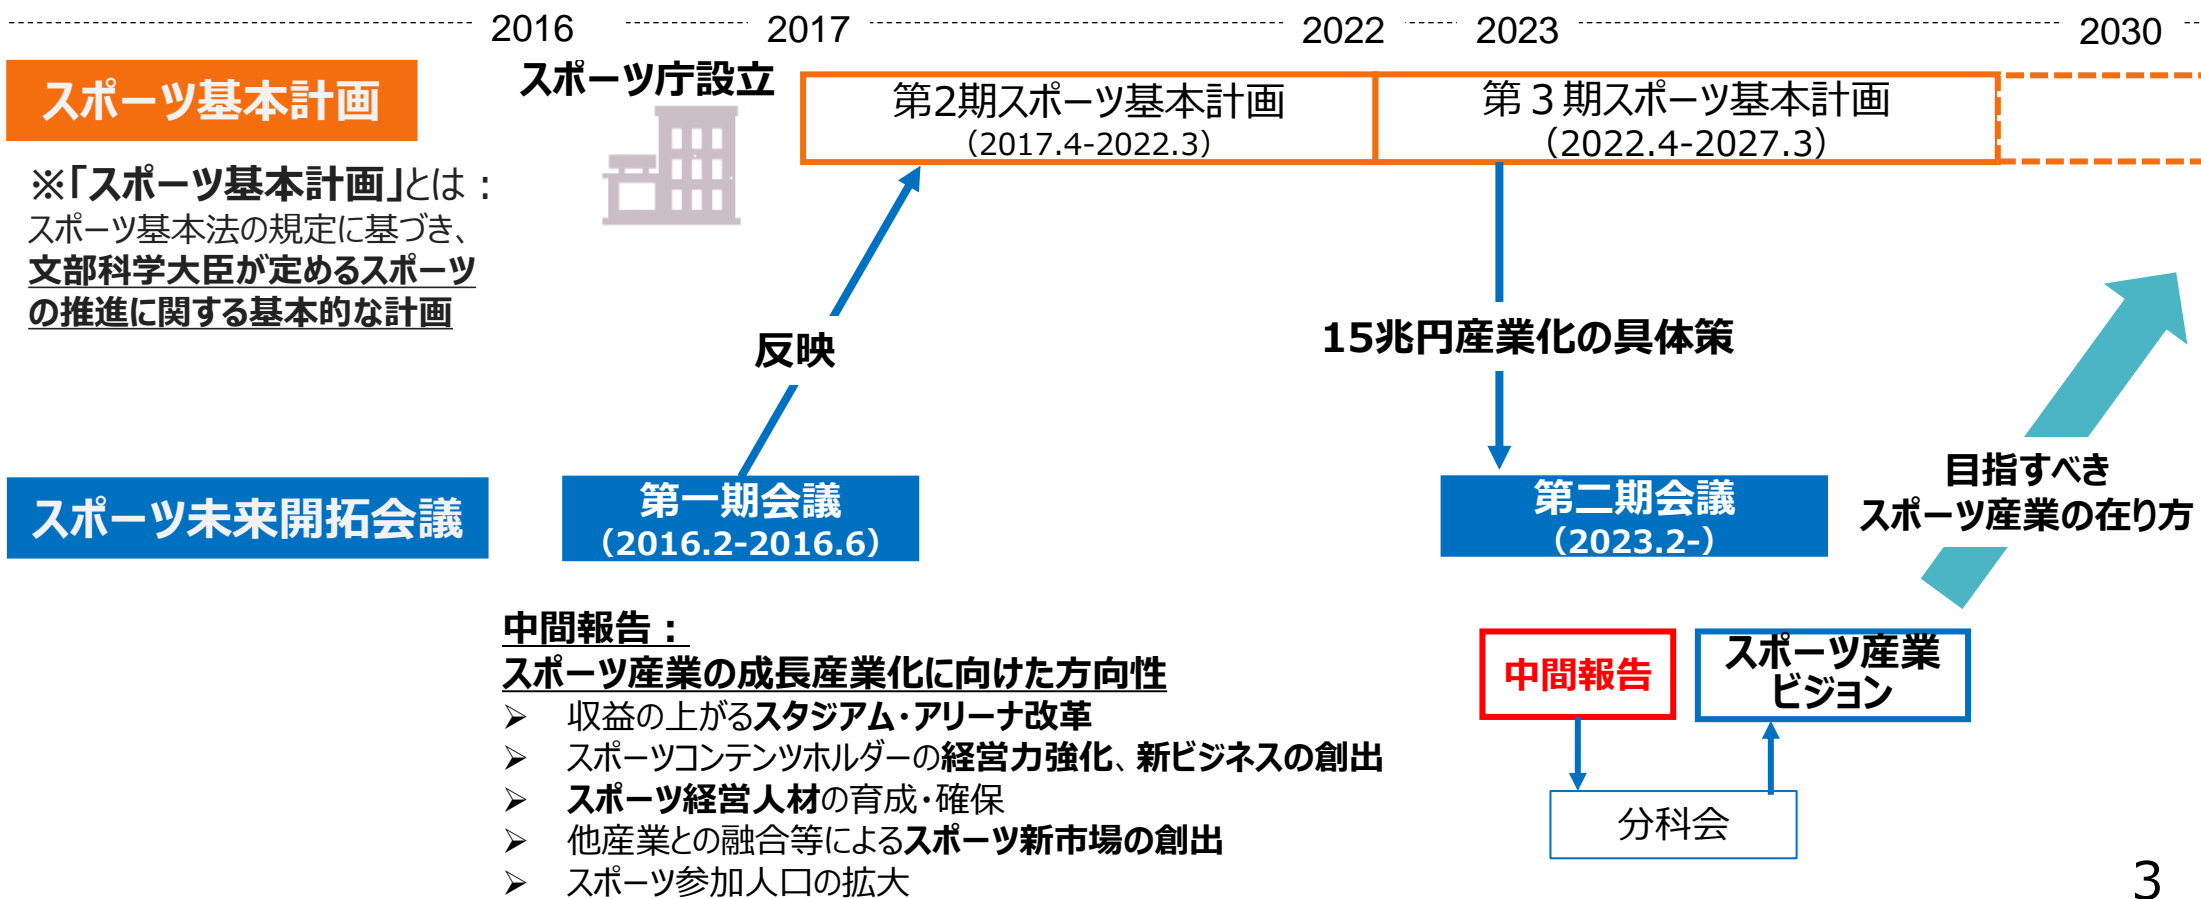 2016 2017 2022 2023 2030
スポーツ基本計画
スポーツ庁設立
第2期スポーツ基本計画
（2017.4-2022.3）
第３期スポーツ基本計画
（2022.4-2027.3）
※「スポーツ基本計画」とは：
スポーツ基本法の規定に基づき、
文部科学大臣が定めるスポーツ
の推進に関する基本的な計画
反映
15兆円産業化の具体策
スポーツ未来開拓会議
第一期会議
（2016.2-2016.6）
第二期会議
（2023.2-）
目指すべき
スポーツ産業の在り方
中間報告：
スポーツ産業の成長産業化に向けた方向性
➢ 収益の上がるスタジアム・アリーナ改革
➢ スポーツコンテンツホルダーの経営力強化、新ビジネスの創出
➢ スポーツ経営人材の育成・確保
➢ 他産業との融合等によるスポーツ新市場の創出
➢ スポーツ参加人口の拡大
中間報告
スポーツ産業
ビジョン
分科会
3